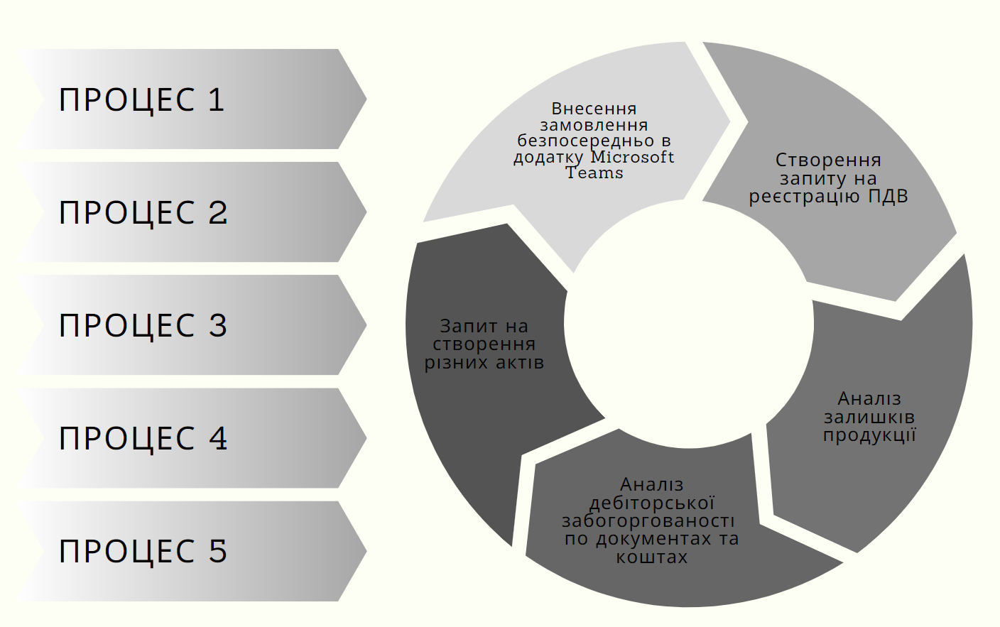 ПРОЦЕС 1
ПРОЦЕС 2
ПРОЦЕС 3
ПРОЦЕС 4
ПРОЦЕС 5
Внесення
замовлення
безпосередньо в
додатку Microsoft
Teams
Створення
запиту на
реєстрацію ПДВ
Аналіз
залишків
продукції
Аналіз
дебіторської
забогоргованості
по документах та
коштах
Запит на
створення
різних актів